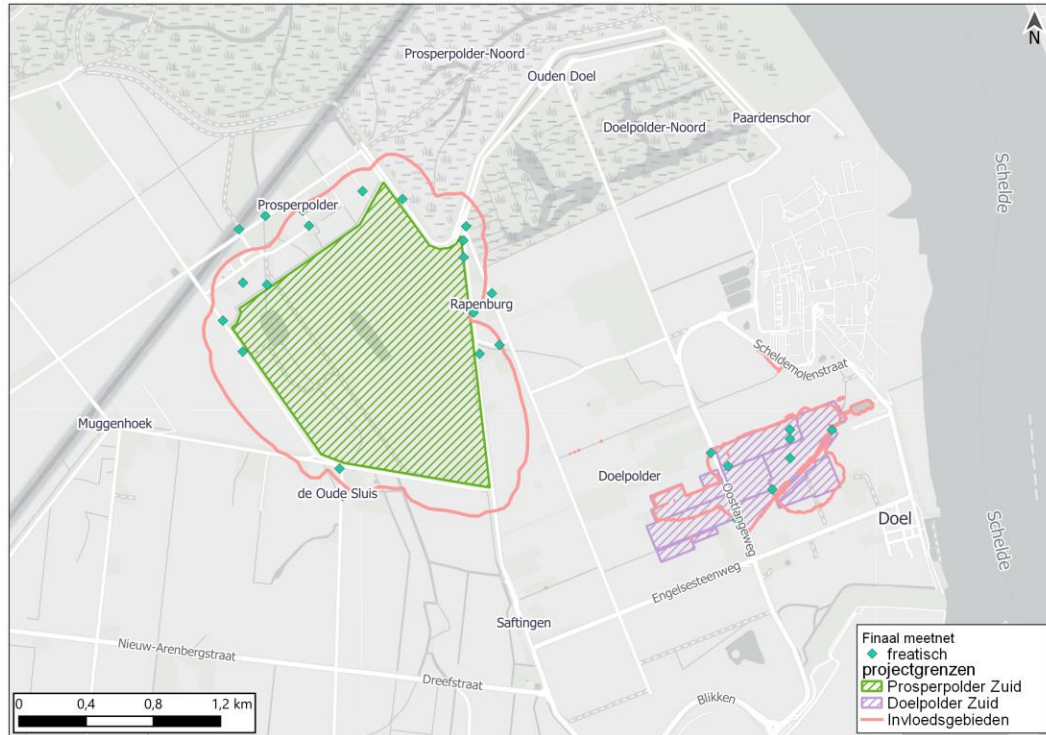 N
Prosperpolder-Noord
Ouden Doel
Paardenschor
Doelpolder-Noord
Schelde
Prosperpolder
Rapenburg
Scheldemolenstraat
Muggenhoek
Doelpolder
de Oude Sluis
Oostlangeweg
Doel
Schelde
Engelsesteenweg
Saftingen
Nieuw-Arenbergstraat
Dreefstraat
Blikken
Finaal meetnet
freatisch
projectgrenzen
Prosperpolder Zuid
Doelpolder Zuid
Invloedsgebieden
0 0,4 0,8 1,2 km